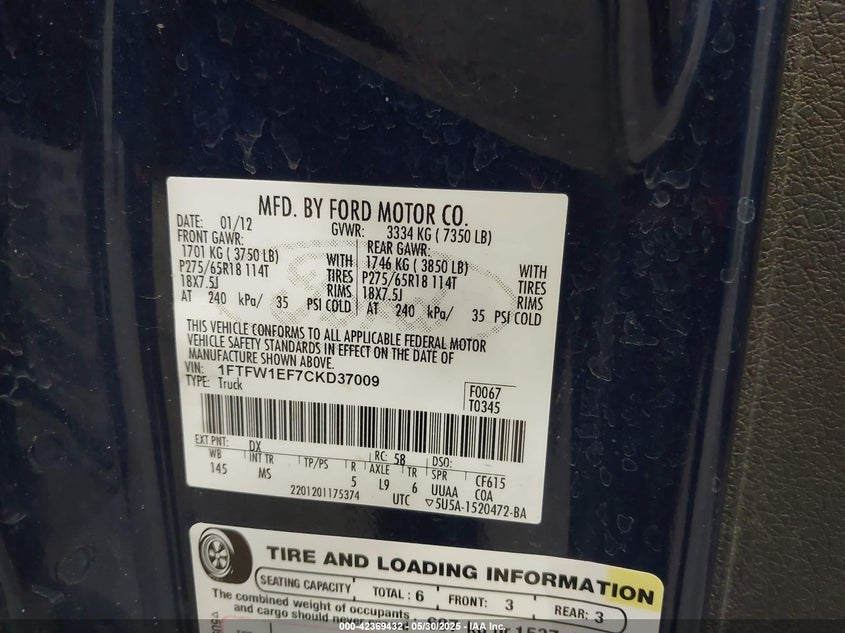 MFD. BY FORD MOTOR CO.
DATE: 01/12 GVWR: 3334 KG ( 7350 LB)
FRONT GAWR: REAR GAWR:
1701 KG ( 3750 LB) WITH 1746 KG ( 3850 LB) WITH
P275/65R18 114T TIRES P275/65R18 114T TIRES
18X7.5J RIMS 18X7.5J RIMS
AT 240 kPa/ 35 PSI COLD AT 240 kPa/ 35 PSI COLD
THIS VEHICLE CONFORMS TO ALL APPLICABLE FEDERAL MOTOR
VEHICLE SAFETY STANDARDS IN EFFECT ON THE DATE OF
MANUFACTURE SHOWN ABOVE.
VIN: 1FTFW1EF7CKD37009
TYPE: Truck
F0067
T0345
EXT PNT: DX RC: 58 DSO:
WB INT TR TP/PS R AXLE TR SPR CF615
145 MS 5 L9 6 UUAA COA
2201201175374 UTC ▽5U5A-1520472-BA
TIRE AND LOADING INFORMATION
SEATING CAPACITY TOTAL : 6 FRONT: 3 REAR: 3
The combined weight of occupants
and cargo should never
000-42369432 - 05/30/2025 - IAA Inc.